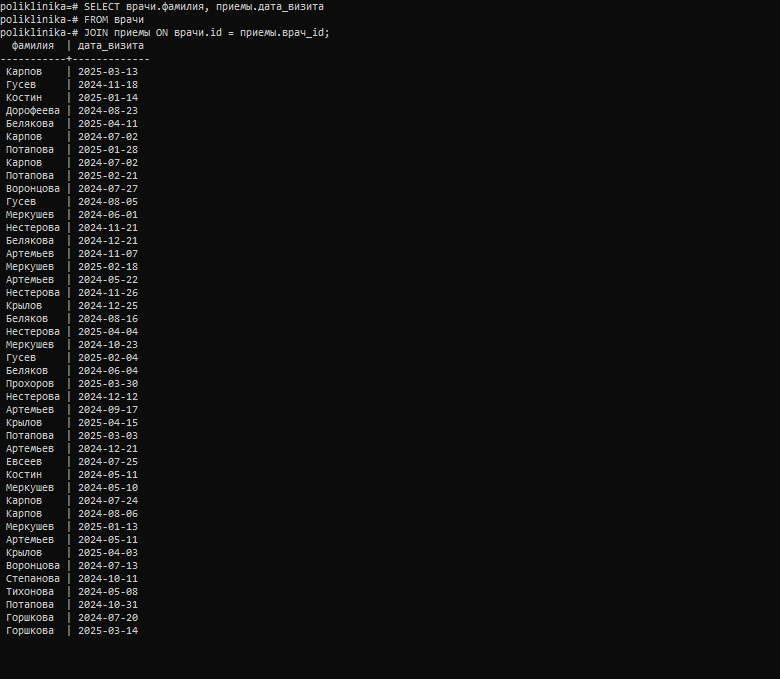 poliklinika=# SELECT врачи.фамилия, приемы.дата_визита
poliklinika-# FROM врачи
poliklinika-# JOIN приемы ON врачи.id = приемы.врач_id;
  фамилия  | дата_визита
-----------+-------------
 Карпов    | 2025-03-13
 Гусев     | 2024-11-18
 Костин    | 2025-01-14
 Дорофеева | 2024-08-23
 Белякова  | 2025-04-11
 Карпов    | 2024-07-02
 Потапова  | 2025-01-28
 Карпов    | 2024-07-02
 Потапова  | 2025-02-21
 Воронцова | 2024-07-27
 Гусев     | 2024-08-05
 Меркушев  | 2024-06-01
 Нестерова | 2024-11-21
 Белякова  | 2024-12-21
 Артемьев  | 2024-11-07
 Меркушев  | 2025-02-18
 Артемьев  | 2024-05-22
 Нестерова | 2024-11-26
 Крылов    | 2024-12-25
 Беляков   | 2024-08-16
 Нестерова | 2025-04-04
 Меркушев  | 2024-10-23
 Гусев     | 2025-02-04
 Беляков   | 2024-06-04
 Прохоров  | 2025-03-30
 Нестерова | 2024-12-12
 Артемьев  | 2024-09-17
 Крылов    | 2025-04-15
 Потапова  | 2025-03-03
 Артемьев  | 2024-12-21
 Евсеев    | 2024-07-25
 Костин    | 2024-05-11
 Меркушев  | 2024-05-10
 Карпов    | 2024-07-24
 Карпов    | 2024-08-06
 Меркушев  | 2025-01-13
 Артемьев  | 2024-05-11
 Крылов    | 2025-04-03
 Воронцова | 2024-07-13
 Степанова | 2024-10-11
 Тихонова  | 2024-05-08
 Потапова  | 2024-10-31
 Горшкова  | 2024-07-20
 Горшкова  | 2025-03-14